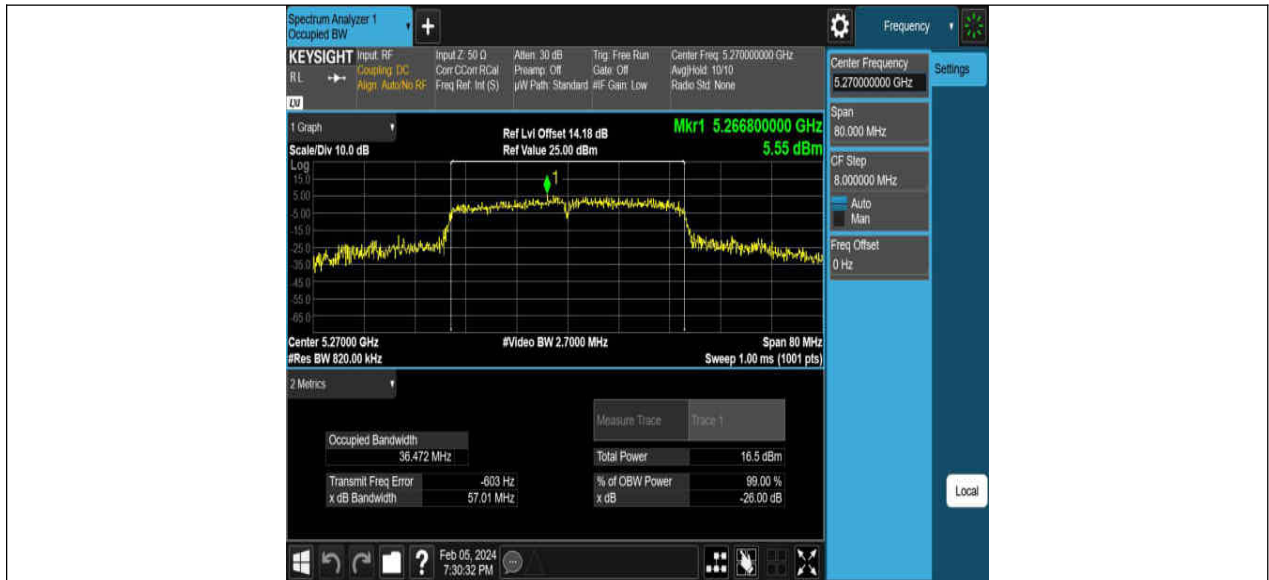 Spectrum Analyzer 1
Occupied BW
+
Frequency
KEYSIGHT
RL
LXI
Input: RF
Coupling: DC
Align: Auto/No RF
Input Z: 50 Ω
Corr CCorr RCal
Freq Ref: Int (S)
Atten: 30 dB
Preamp: Off
µW Path: Standard
Trig: Free Run
Gate: Off
#IF Gain: Low
Center Freq: 5.270000000 GHz
Avg|Hold: 10/10
Radio Std: None
1 Graph
Scale/Div 10.0 dB
Ref Lvl Offset 14.18 dB
Ref Value 25.00 dBm
Mkr1 5.266800000 GHz
5.55 dBm
Log
15.0
5.00
-5.00
-15.0
-25.0
-35.0
-45.0
-55.0
-65.0
1
Center 5.27000 GHz
#Video BW 2.7000 MHz
Span 80 MHz
#Res BW 820.00 kHz
Sweep 1.00 ms (1001 pts)
2 Metrics
Measure Trace
Trace 1
Occupied Bandwidth
36.472 MHz
Total Power
16.5 dBm
Transmit Freq Error
-603 Hz
% of OBW Power
99.00 %
x dB Bandwidth
57.01 MHz
x dB
-26.00 dB
Center Frequency
5.270000000 GHz
Settings
Span
80.000 MHz
CF Step
8.000000 MHz
Auto
Man
Freq Offset
0 Hz
Local
?
Feb 05, 2024
7:30:32 PM